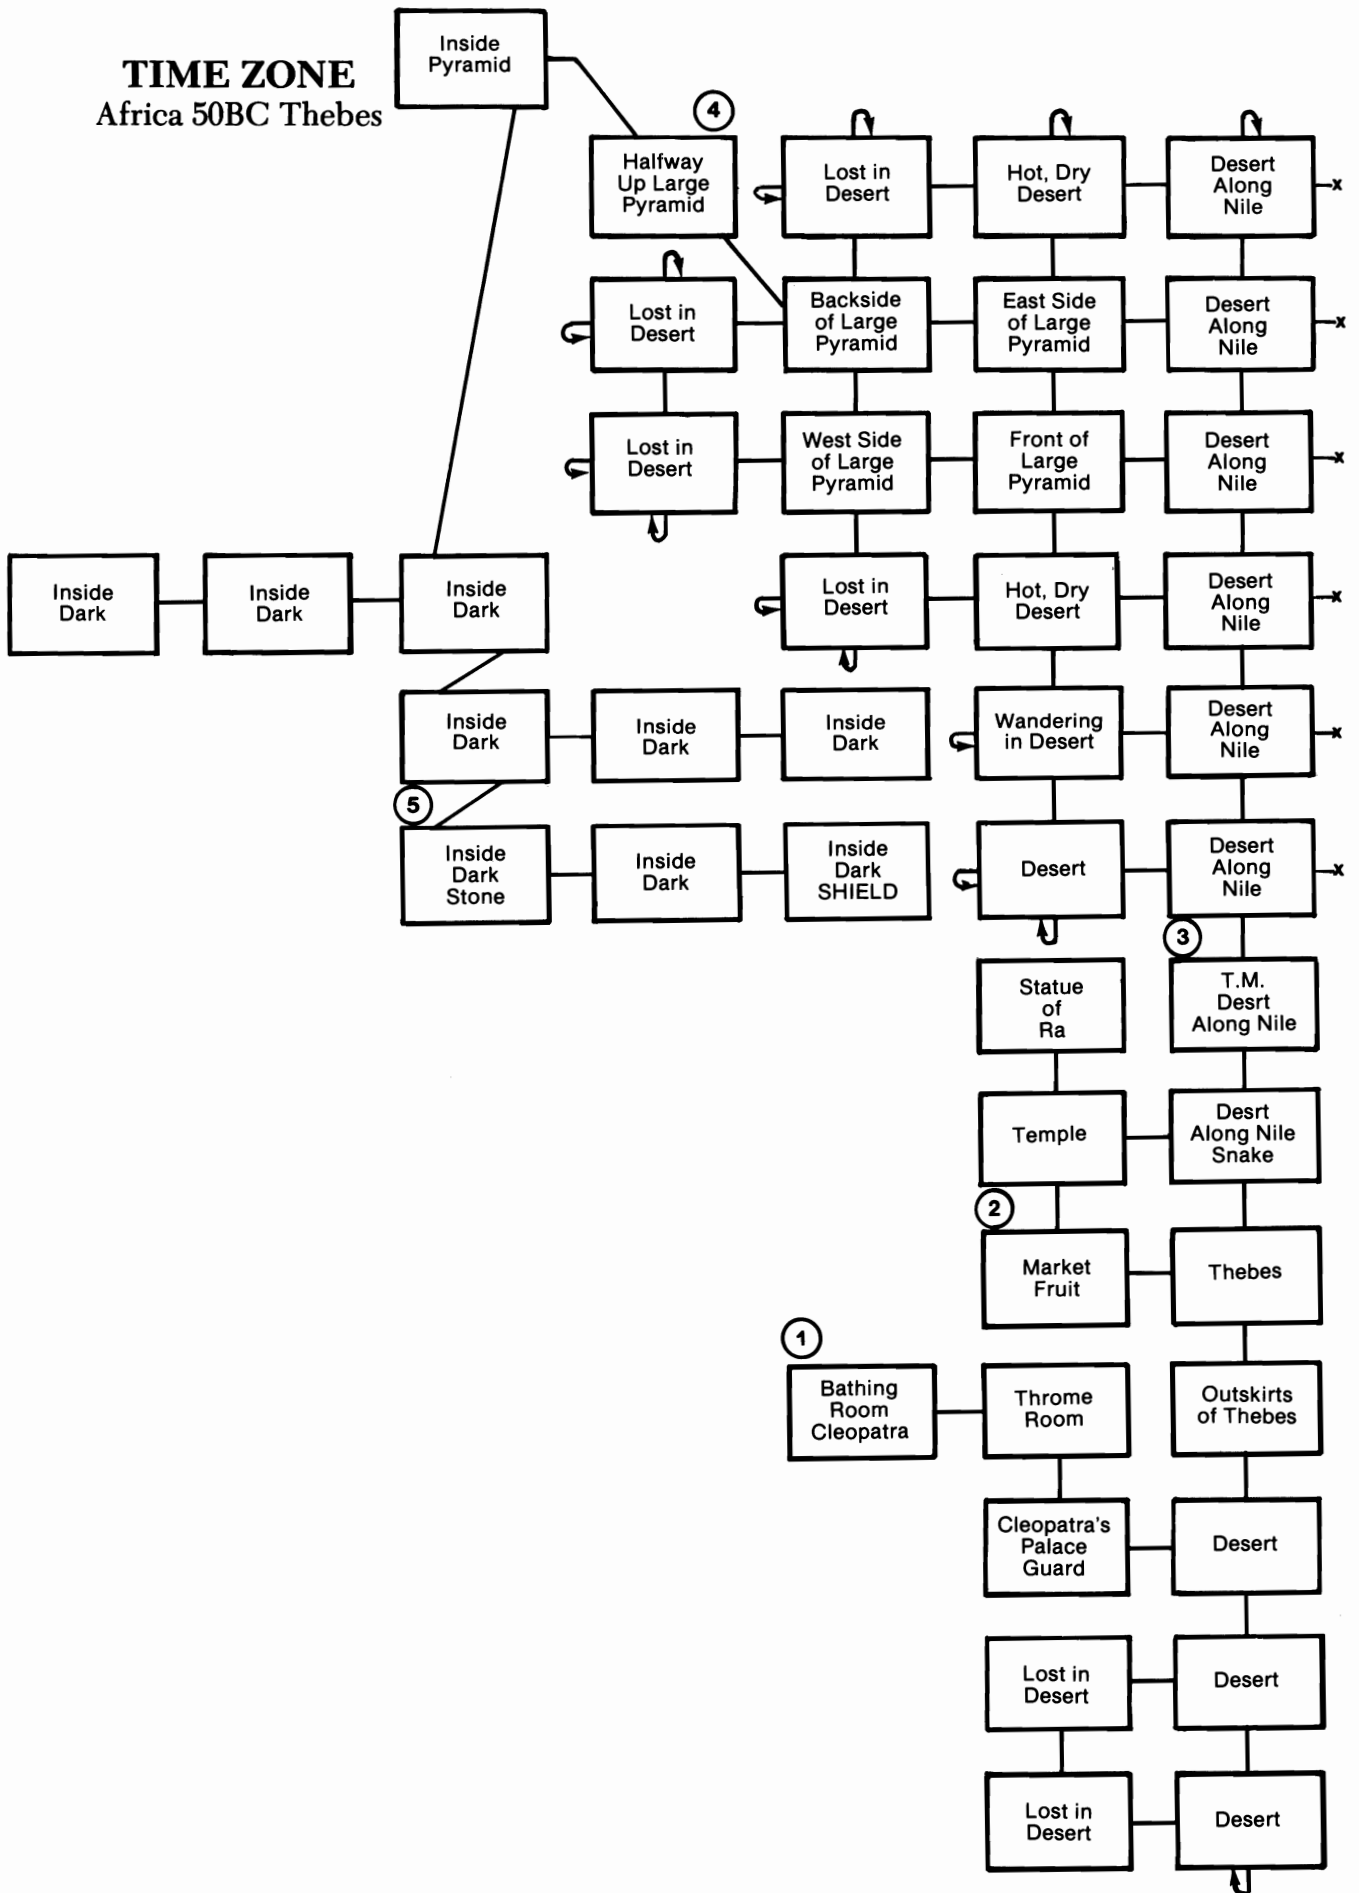 TIME ZONE
Africa 50BC Thebes
Inside
Pyramid
4
Halfway
Up Large
Pyramid
Lost in
Desert
Hot, Dry
Desert
Desert
Along
Nile
x
Lost in
Desert
Backside
of Large
Pyramid
East Side
of Large
Pyramid
Desert
Along
Nile
x
Lost in
Desert
West Side
of Large
Pyramid
Front of
Large
Pyramid
Desert
Along
Nile
x
Inside
Dark
Inside
Dark
Inside
Dark
Lost in
Desert
Hot, Dry
Desert
Desert
Along
Nile
x
Inside
Dark
Inside
Dark
Inside
Dark
Wandering
in Desert
Desert
Along
Nile
x
5
Inside
Dark
Stone
Inside
Dark
Inside
Dark
SHIELD
Desert
Desert
Along
Nile
x
3
Statue
of
Ra
T.M.
Desrt
Along Nile
Temple
Desrt
Along Nile
Snake
2
Market
Fruit
Thebes
1
Bathing
Room
Cleopatra
Throme
Room
Outskirts
of Thebes
Cleopatra's
Palace
Guard
Desert
Lost in
Desert
Desert
Lost in
Desert
Desert